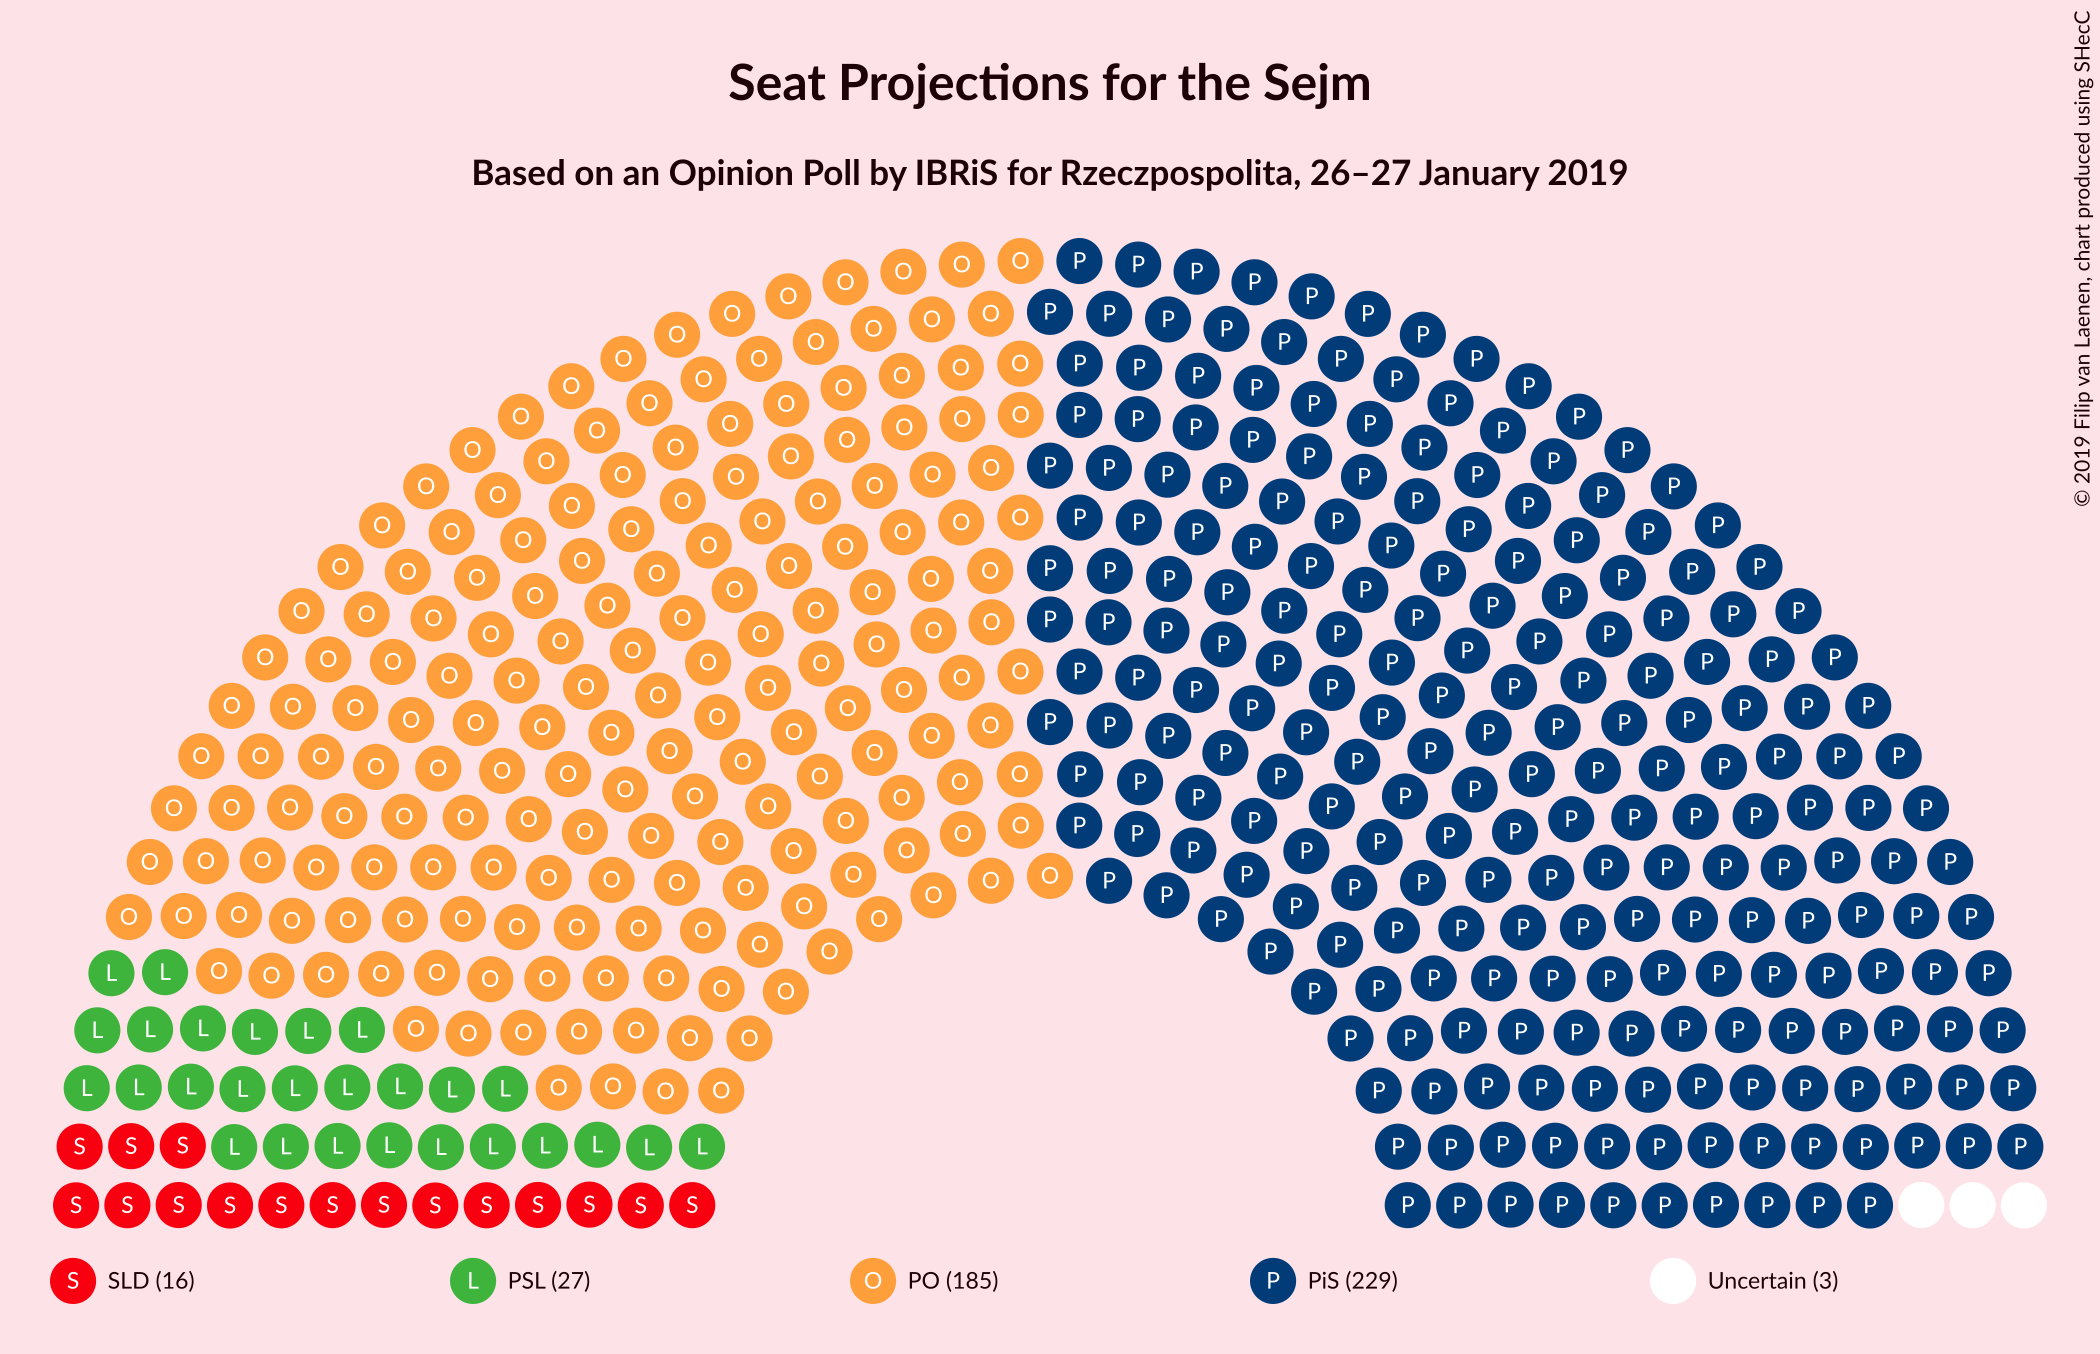 Seat Projections for the Sejm
Based on an Opinion Poll by IBRiS for Rzeczpospolita, 26–27 January 2019
© 2019 Filip van Laenen, chart produced using SHecC
S SLD (16)
L PSL (27)
O PO (185)
P PiS (229)
Uncertain (3)